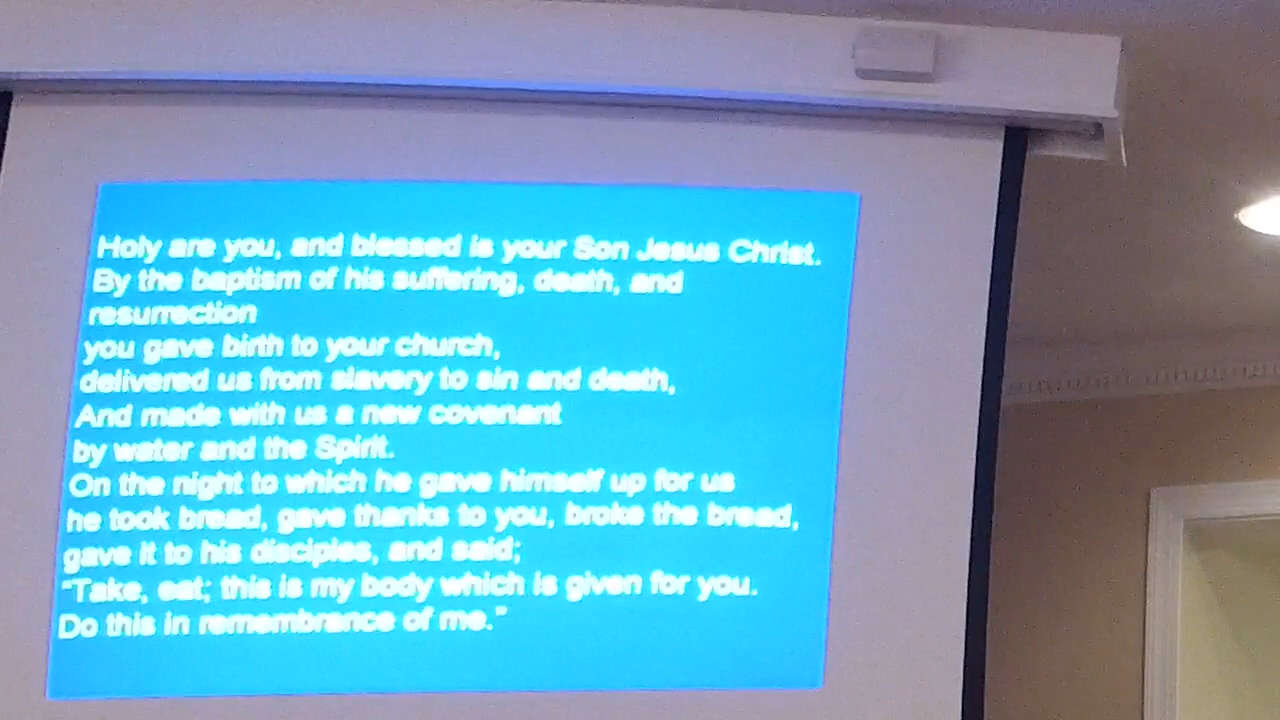 Holy are you, and blessed is your Son Jesus Christ.
By the baptism of his suffering, death, and
resurrection
you gave birth to your church,
delivered us from slavery to sin and death,
And made with us a new covenant
by water and the Spirit.
On the night to which he gave himself up for us
he took bread, gave thanks to you, broke the bread,
gave it to his disciples, and said;
"Take, eat; this is my body which is given for you.
Do this in remembrance of me."